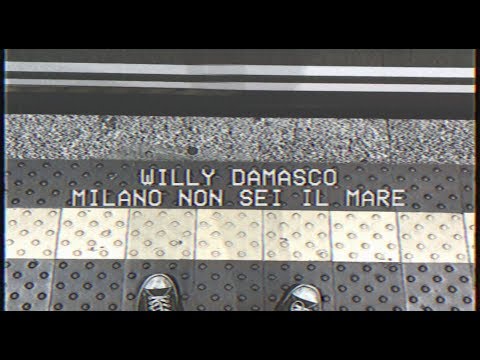 WILLY DAMASCO
MILANO NON SEI IL MARE